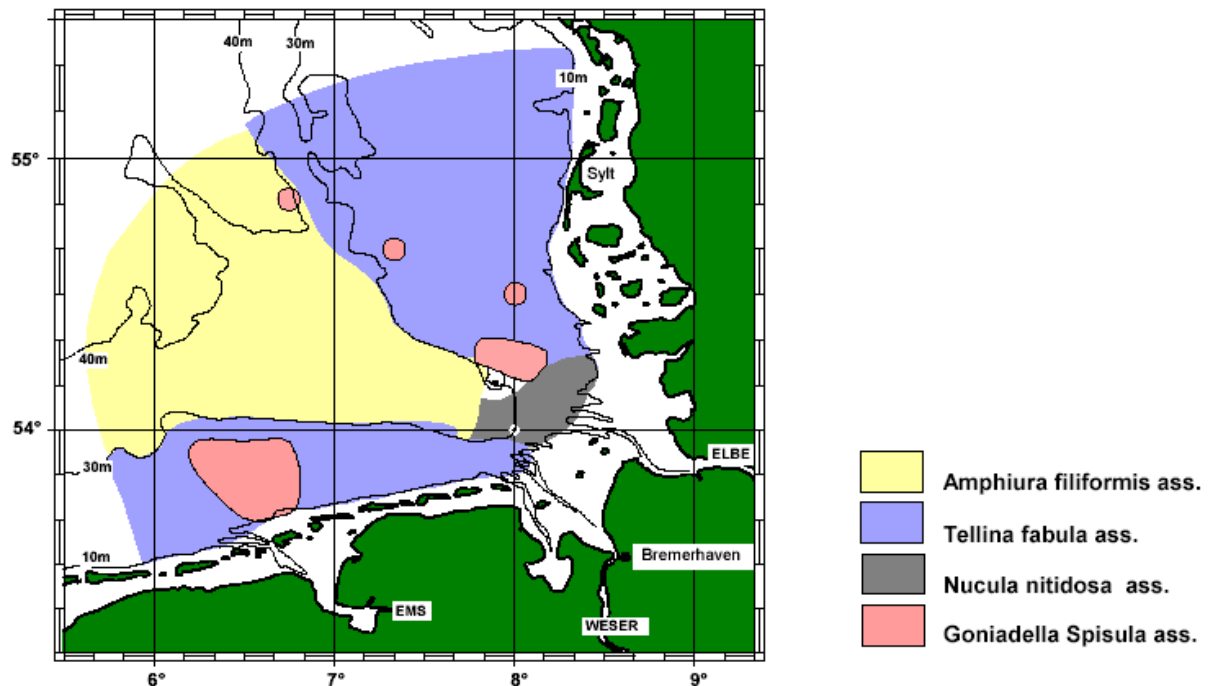 40m
30m
10m
55°
Sylt
40m
54°
30m
ELBE
10m
Bremerhaven
EMS
WESER
6°
7°
8°
9°
Amphiura filiformis ass.
Tellina fabula ass.
Nucula nitidosa ass.
Goniadella Spisula ass.